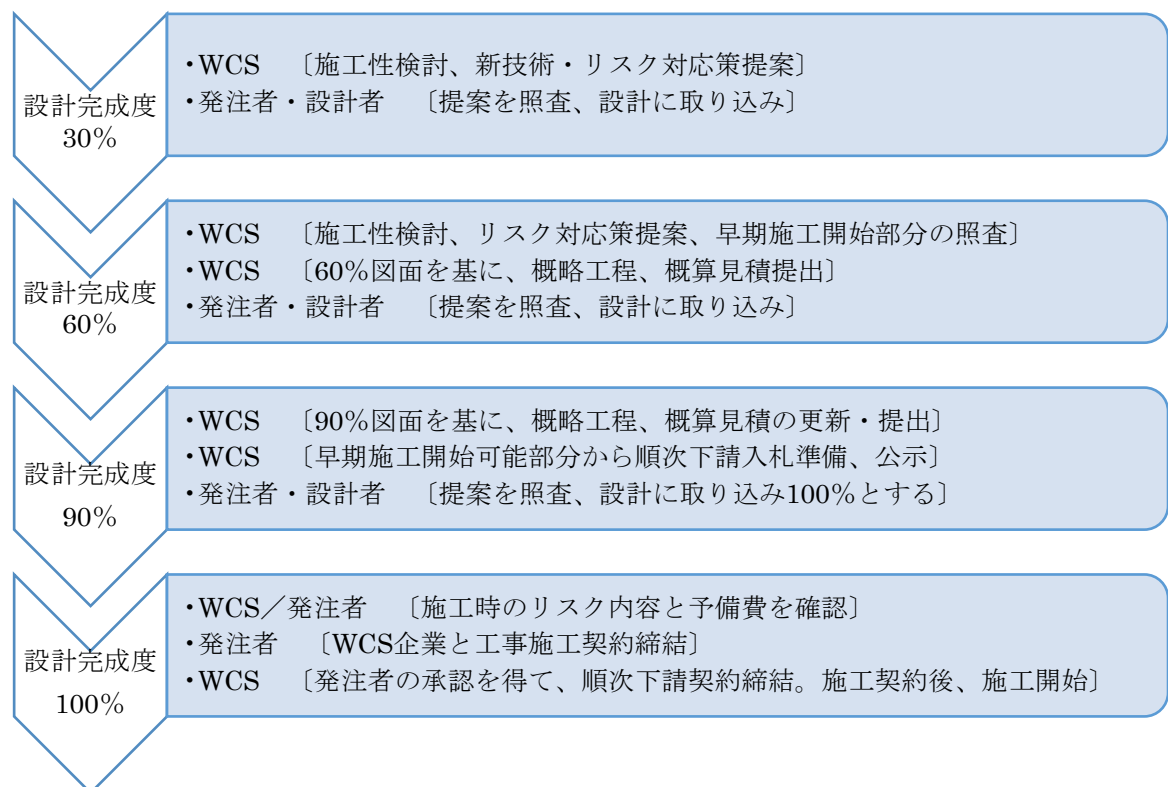 設計完成度
30%
・WCS 〔施工性検討、新技術・リスク対応策提案〕
・発注者・設計者 〔提案を照査、設計に取り込み〕
設計完成度
60%
・WCS 〔施工性検討、リスク対応策提案、早期施工開始部分の照査〕
・WCS 〔60%図面を基に、概略工程、概算見積提出〕
・発注者・設計者 〔提案を照査、設計に取り込み〕
設計完成度
90%
・WCS 〔90%図面を基に、概略工程、概算見積の更新・提出〕
・WCS 〔早期施工開始可能部分から順次下請入札準備、公示〕
・発注者・設計者 〔提案を照査、設計に取り込み100%とする〕
設計完成度
100%
・WCS/発注者 〔施工時のリスク内容と予備費を確認〕
・発注者 〔WCS企業と工事施工契約締結〕
・WCS 〔発注者の承認を得て、順次下請契約締結。施工契約後、施工開始〕